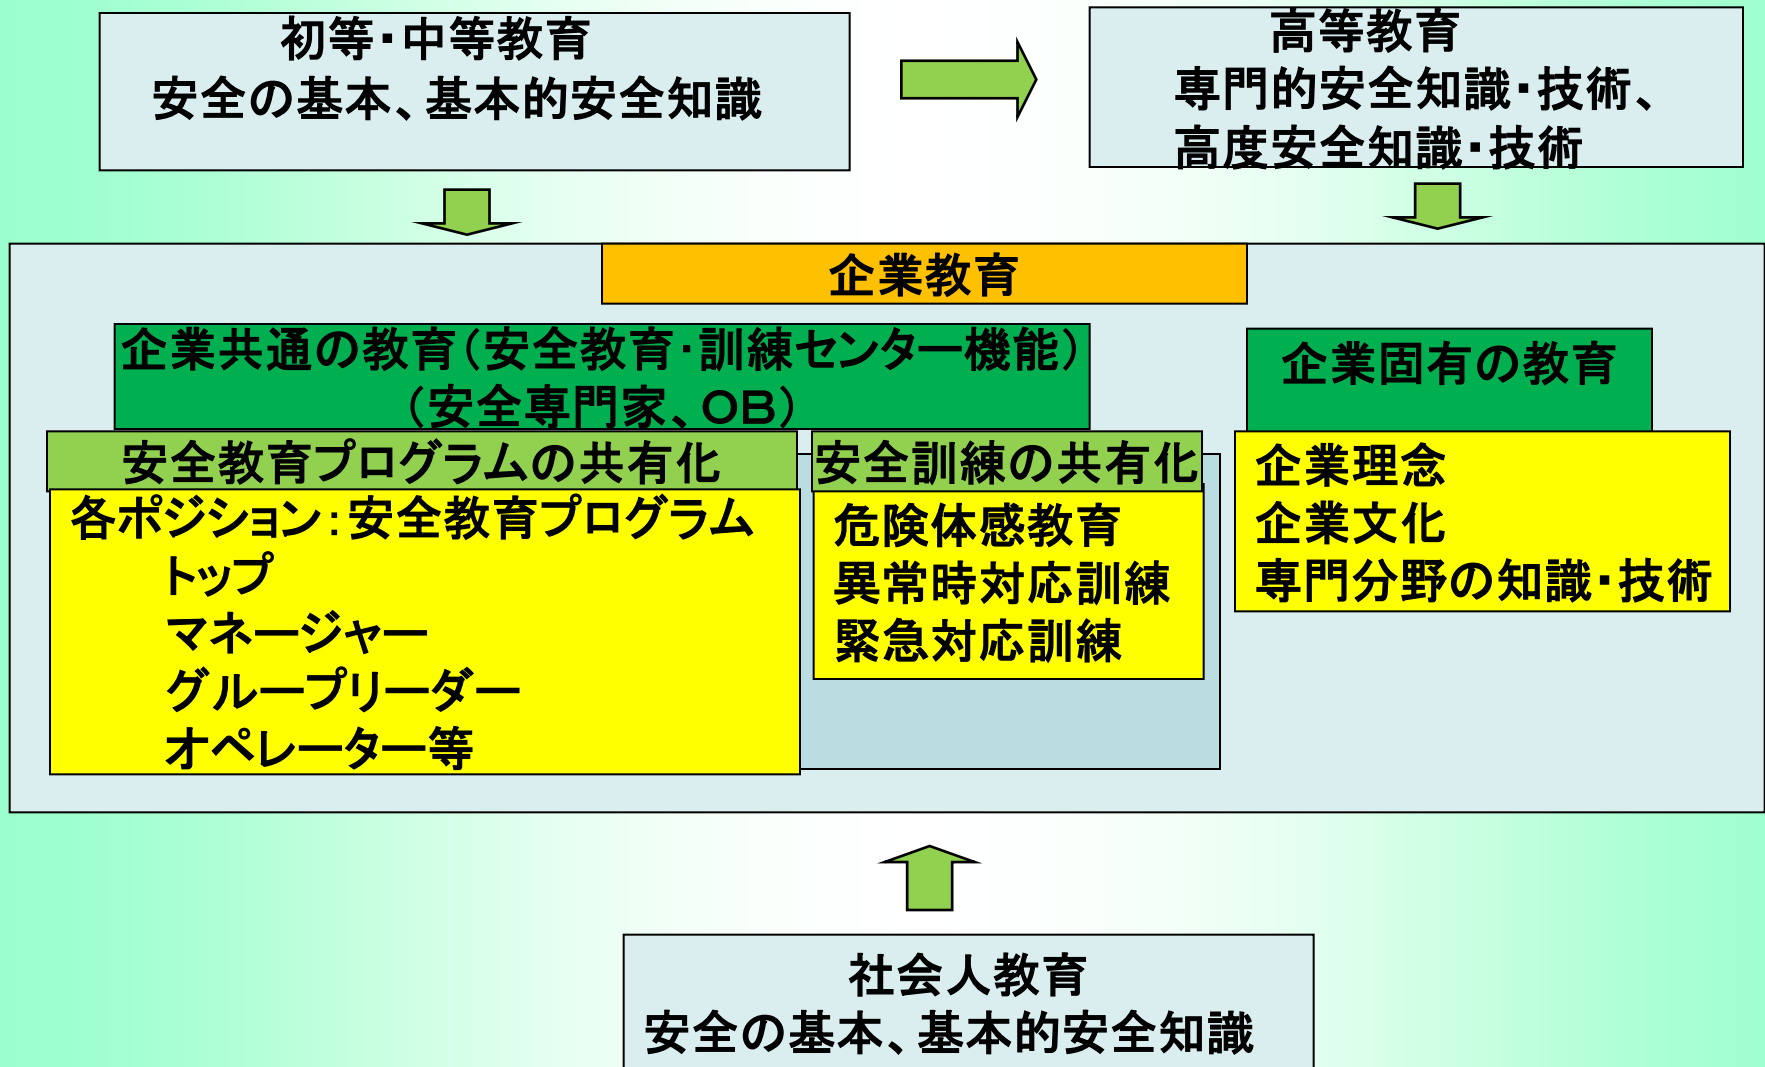 初等・中等教育
安全の基本、基本的安全知識
高等教育
専門的安全知識・技術、
高度安全知識・技術
企業教育
企業共通の教育（安全教育・訓練センター機能）
（安全専門家、ＯＢ）
企業固有の教育
安全教育プログラムの共有化
各ポジション：安全教育プログラム
トップ
マネージャー
グループリーダー
オペレーター等
安全訓練の共有化
危険体感教育
異常時対応訓練
緊急対応訓練
企業理念
企業文化
専門分野の知識・技術
社会人教育
安全の基本、基本的安全知識